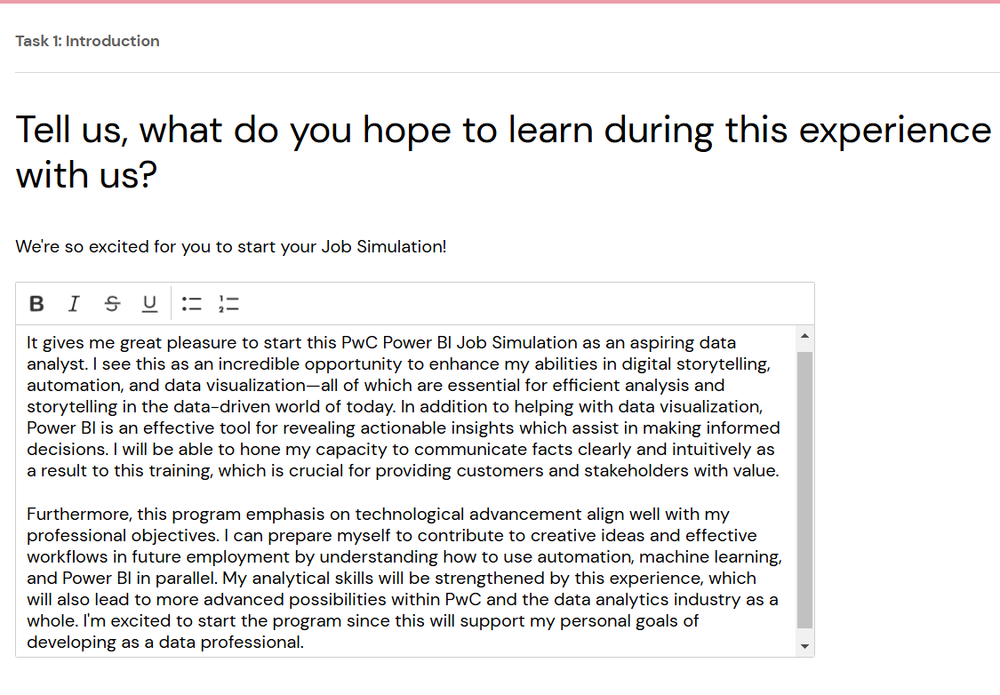 Task 1: Introduction
Tell us, what do you hope to learn during this experience
with us?
We're so excited for you to start your Job Simulation!
B I S U
It gives me great pleasure to start this PwC Power BI Job Simulation as an aspiring data
analyst. I see this as an incredible opportunity to enhance my abilities in digital storytelling,
automation, and data visualization—all of which are essential for efficient analysis and
storytelling in the data-driven world of today. In addition to helping with data visualization,
Power BI is an effective tool for revealing actionable insights which assist in making informed
decisions. I will be able to hone my capacity to communicate facts clearly and intuitively as
a result to this training, which is crucial for providing customers and stakeholders with value.
Furthermore, this program emphasis on technological advancement align well with my
professional objectives. I can prepare myself to contribute to creative ideas and effective
workflows in future employment by understanding how to use automation, machine learning,
and Power BI in parallel. My analytical skills will be strengthened by this experience, which
will also lead to more advanced possibilities within PwC and the data analytics industry as a
whole. I'm excited to start the program since this will support my personal goals of
developing as a data professional.